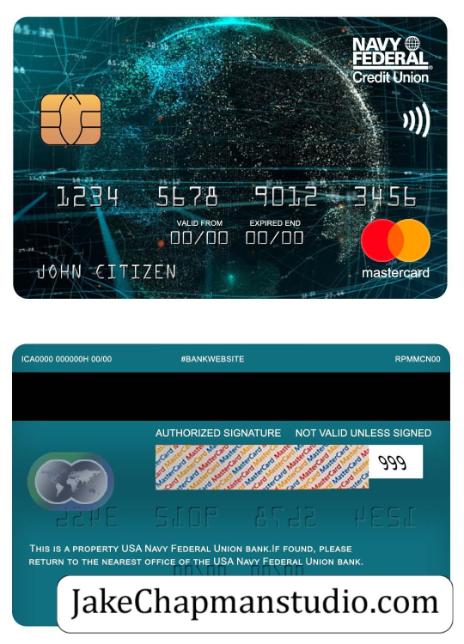 NAVY
FEDERAL
Credit Union
1234 5678 9012 3456
VALID FROM EXPIRED END
00/00 00/00
JOHN CITIZEN
mastercard
ICA0000 000000H 00/00 #BANKWEBSITE RPMMCN00
AUTHORIZED SIGNATURE NOT VALID UNLESS SIGNED
MasterCard MasterCard MasterCard
999
THIS IS A PROPERTY USA NAVY FEDERAL UNION BANK.IF FOUND, PLEASE
RETURN TO THE NEAREST OFFICE OF THE USA NAVY FEDERAL UNION BANK.
JakeChapmanstudio.com